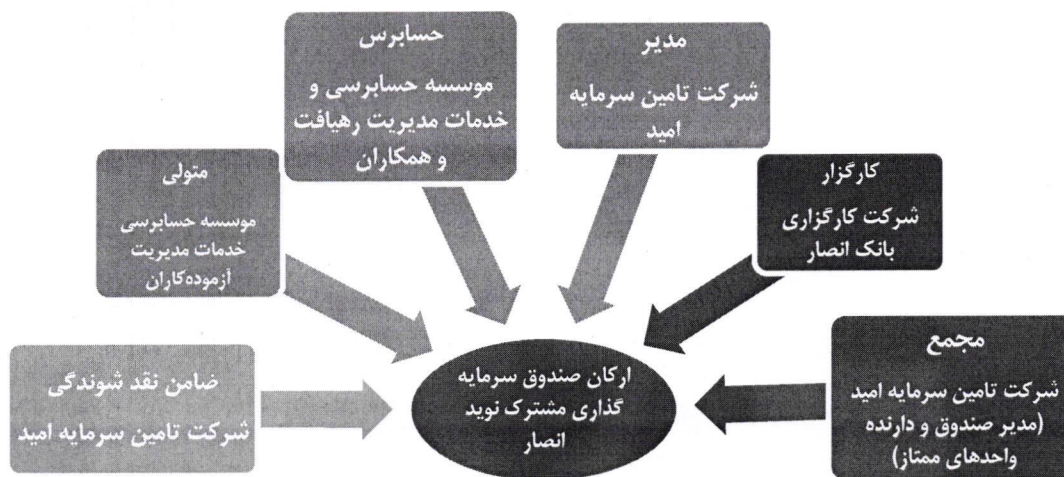 حسابرس
موسسه حسابرسی و
خدمات مدیریت رهیافت
و همکاران
مدیر
شرکت تامین سرمایه
امید
متولی
موسسه حسابرسی
خدمات مدیریت
آزموده‌کاران
کارگزار
شرکت کارگزاری
بانک انصار
ضامن نقد شوندگی
شرکت تامین سرمایه امید
ارکان صندوق سرمایه
گذاری مشترک نوید
انصار
مجمع
شرکت تامین سرمایه امید
(مدیر صندوق و دارنده
واحدهای ممتاز)